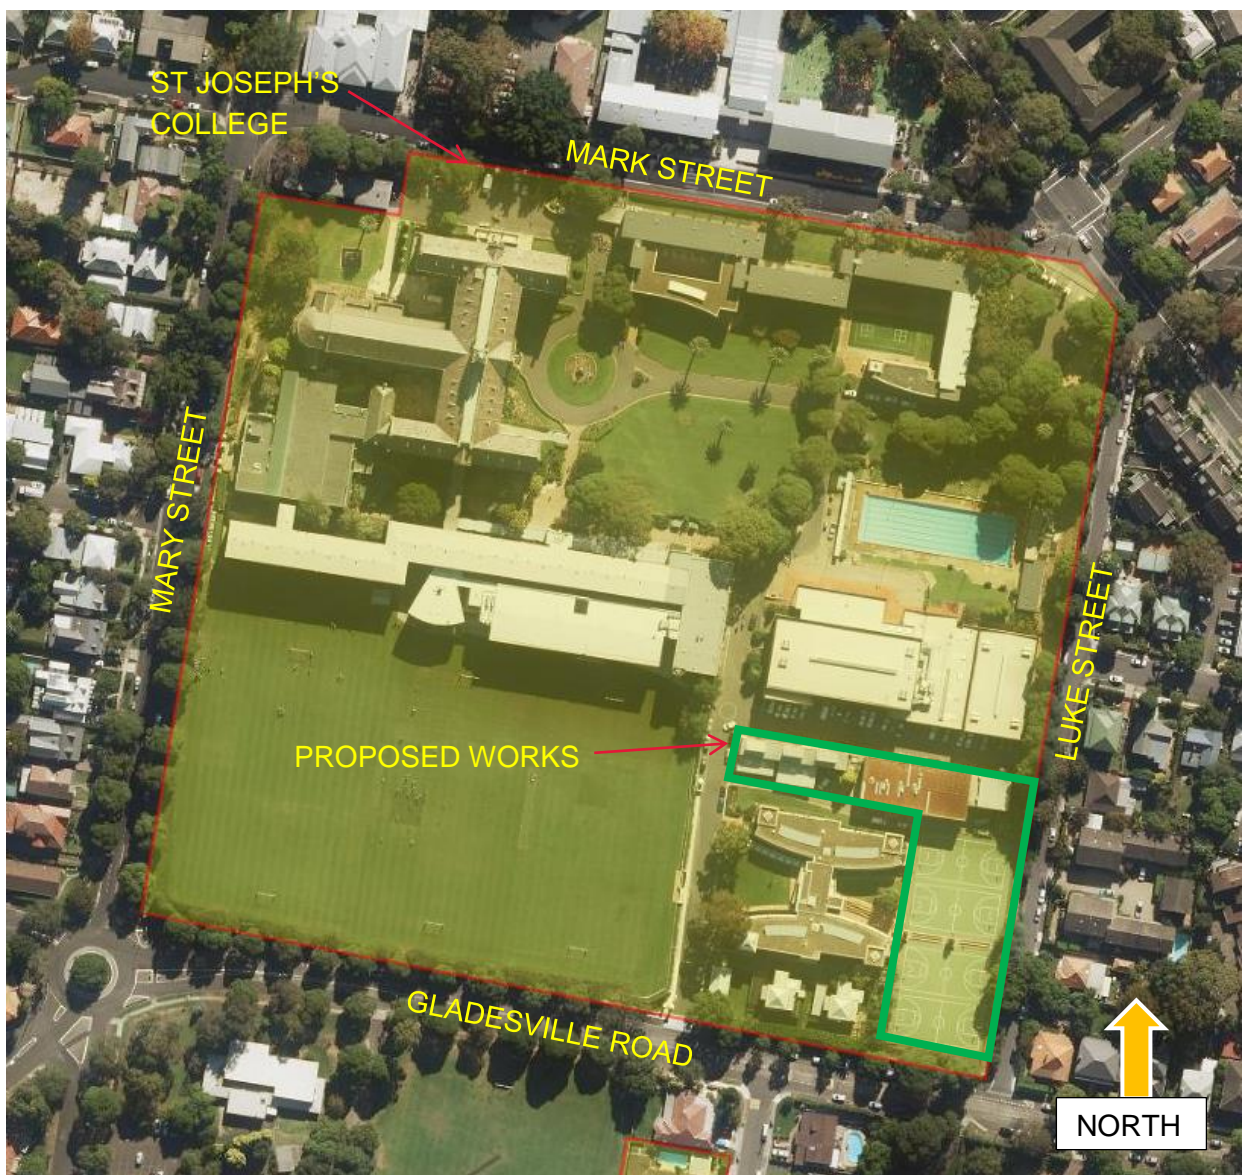 ST JOSEPH'S
COLLEGE
MARK STREET
MARY STREET
LUKE STREET
PROPOSED WORKS
GLADESVILLE ROAD
NORTH